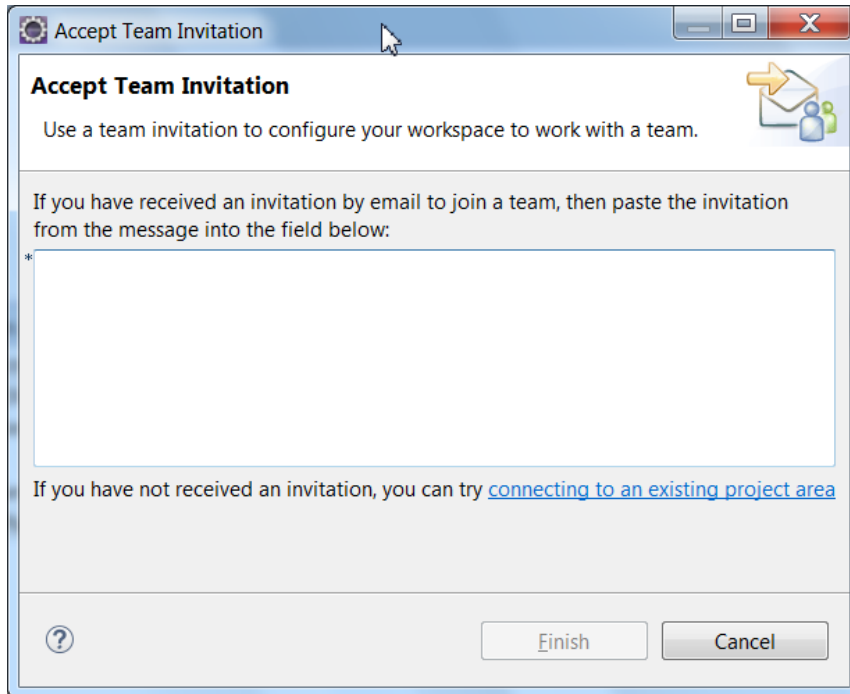 Accept Team Invitation
Accept Team Invitation
Use a team invitation to configure your workspace to work with a team.
If you have received an invitation by email to join a team, then paste the invitation
from the message into the field below:
*
If you have not received an invitation, you can try connecting to an existing project area
?
Finish
Cancel